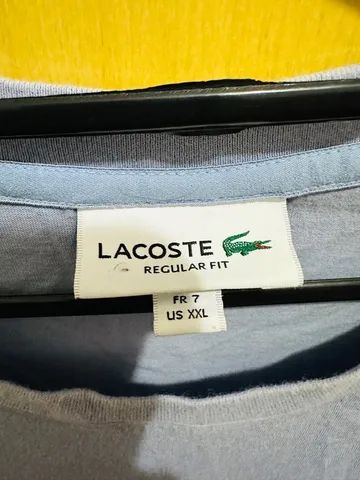 LACOSTE
REGULAR FIT
FR 7
US XXL